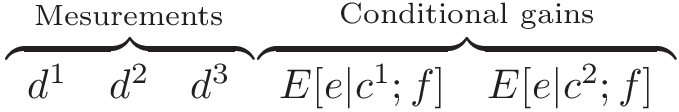 Mesurements Conditional gains
d¹ d² d³ E[e|c¹; f] E[e|c²; f]